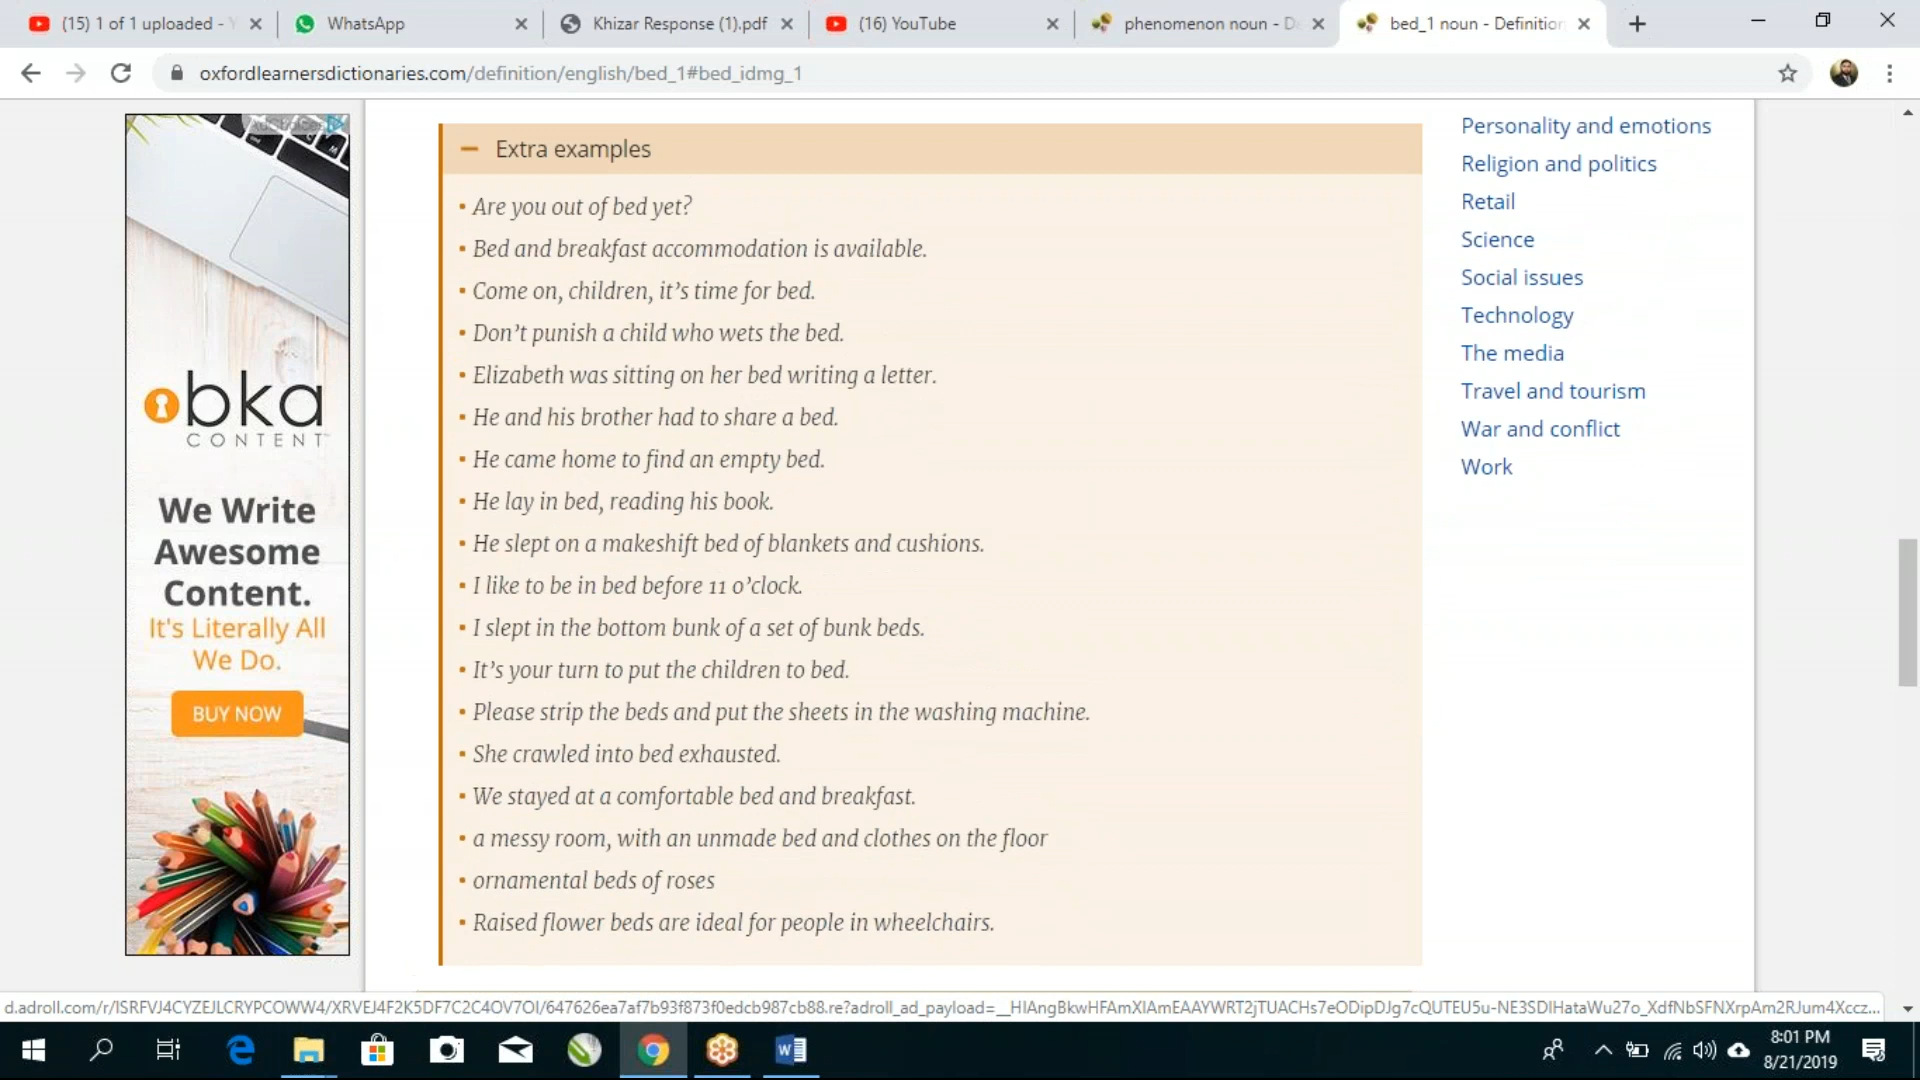 (15) 1 of 1 uploaded -
WhatsApp
Khizar Response (1).pdf
(16) YouTube
phenomenon noun - D
bed_1 noun - Definition
oxfordlearnersdictionaries.com/definition/english/bed_1#bed_idmg_1
AdChoices
obka
CONTENT
We Write
Awesome
Content.
It's Literally All
We Do.
BUY NOW
Extra examples
Are you out of bed yet?
Bed and breakfast accommodation is available.
Come on, children, it’s time for bed.
Don’t punish a child who wets the bed.
Elizabeth was sitting on her bed writing a letter.
He and his brother had to share a bed.
He came home to find an empty bed.
He lay in bed, reading his book.
He slept on a makeshift bed of blankets and cushions.
I like to be in bed before 11 o’clock.
I slept in the bottom bunk of a set of bunk beds.
It’s your turn to put the children to bed.
Please strip the beds and put the sheets in the washing machine.
She crawled into bed exhausted.
We stayed at a comfortable bed and breakfast.
a messy room, with an unmade bed and clothes on the floor
ornamental beds of roses
Raised flower beds are ideal for people in wheelchairs.
Personality and emotions
Religion and politics
Retail
Science
Social issues
Technology
The media
Travel and tourism
War and conflict
Work
8:01 PM
8/21/2019